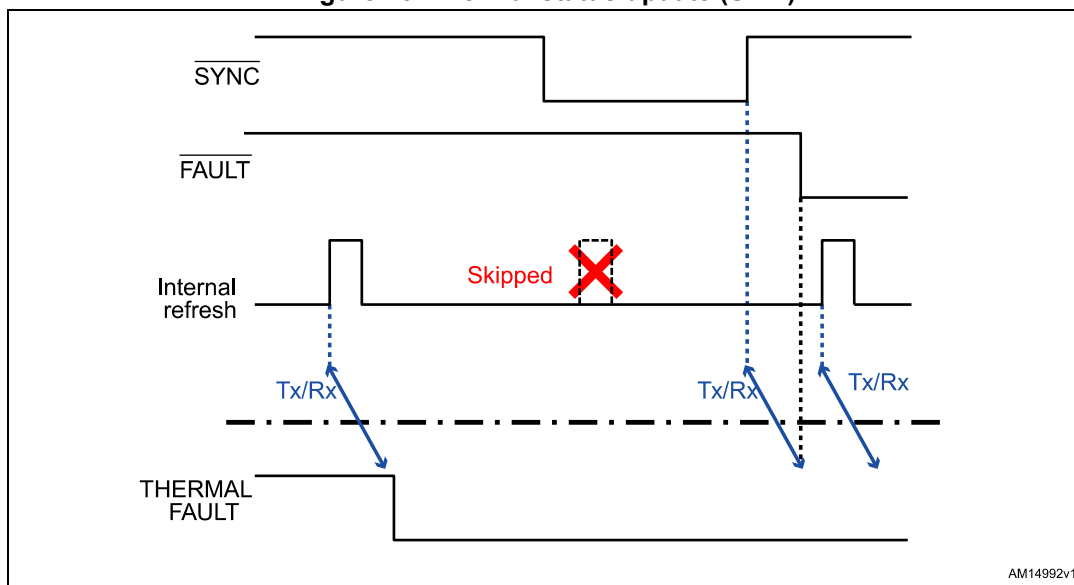 SYNC
FAULT
Skipped
Internal
refresh
Tx/Rx
Tx/Rx
Tx/Rx
THERMAL
FAULT
AM14992v1